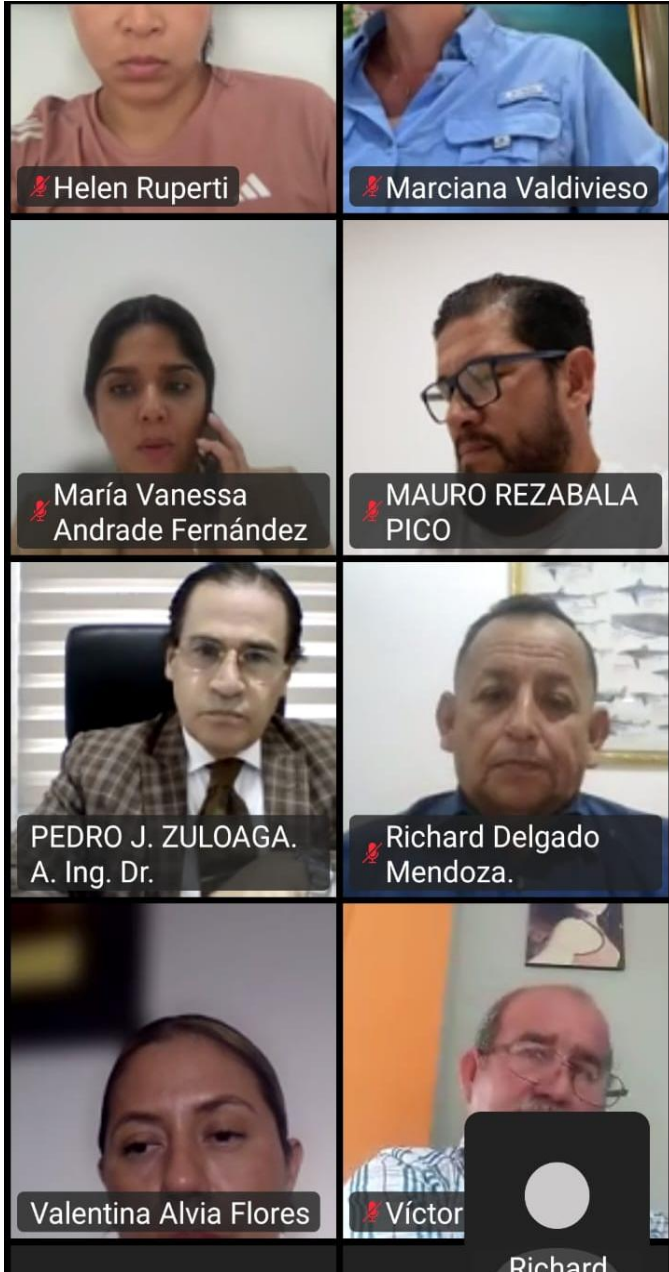 Helen Ruperti
Marciana Valdivieso
María Vanessa
Andrade Fernández
MAURO REZABALA
PICO
PEDRO J. ZULOAGA.
A. Ing. Dr.
Richard Delgado
Mendoza.
Valentina Alvia Flores
Víctor
Richard